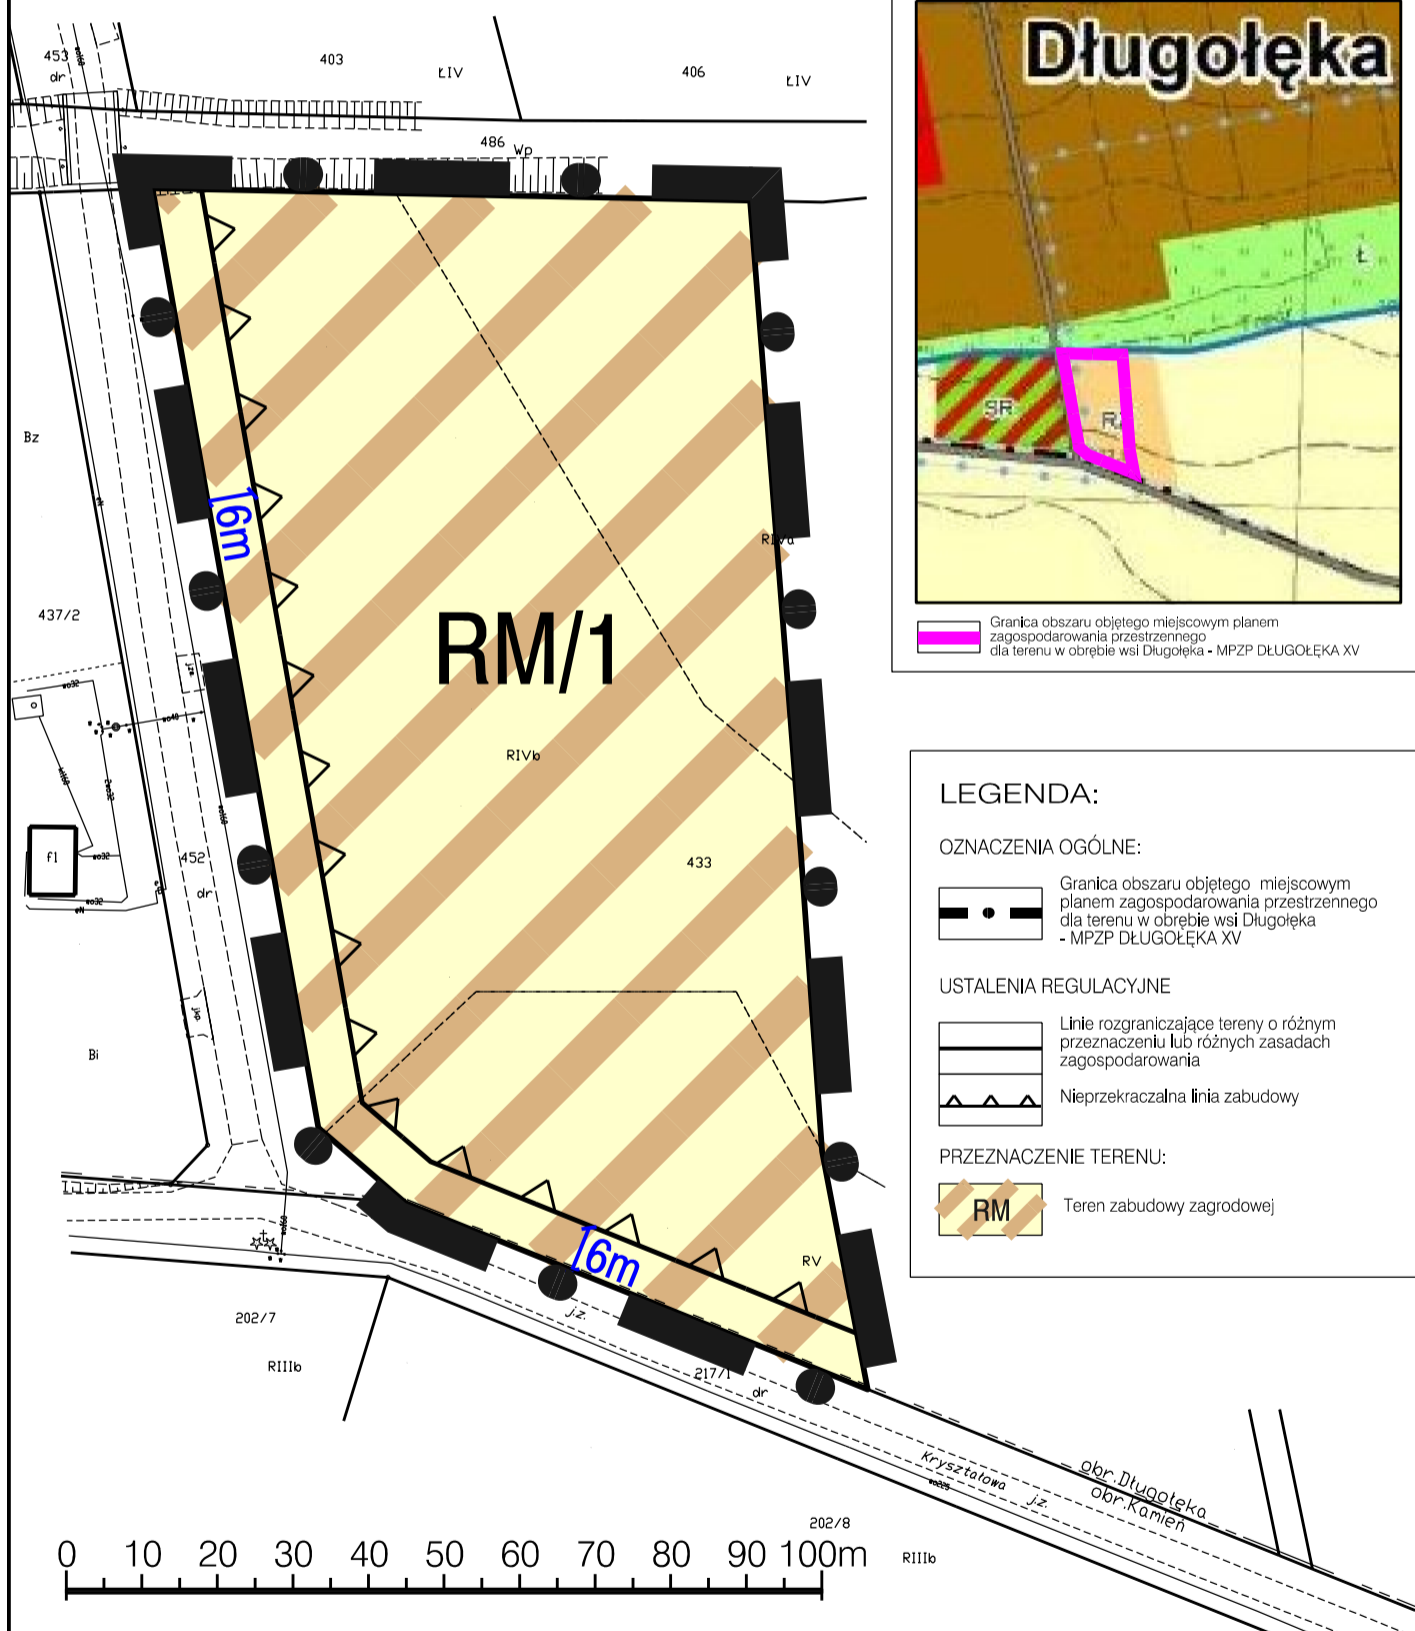 453
dr
403
ŁIV
406
ŁIV
486
Wp
Długołęka
Ł
SR
Granica obszaru objętego miejscowym planem
zagospodarowania przestrzennego
dla terenu w obrębie wsi Długołęka - MPZP DŁUGOŁĘKA XV
Bz
6m
RIVa
437/2
RM/1
RIVb
433
f1
452
dr
Bi
LEGENDA:
OZNACZENIA OGÓLNE:
Granica obszaru objętego miejscowym
planem zagospodarowania przestrzennego
dla terenu w obrębie wsi Długołęka
- MPZP DŁUGOŁĘKA XV
USTALENIA REGULACYJNE
Linie rozgraniczające tereny o różnym
przeznaczeniu lub różnych zasadach
zagospodarowania
Nieprzekraczalna linia zabudowy
PRZEZNACZENIE TERENU:
RM
Teren zabudowy zagrodowej
6m
RV
j.z.
202/7
RIIIb
217/1
dr
Kryształowa
j.z.
obr.Długołęka
obr.Kamień
202/8
RIIIb
0 10 20 30 40 50 60 70 80 90 100m